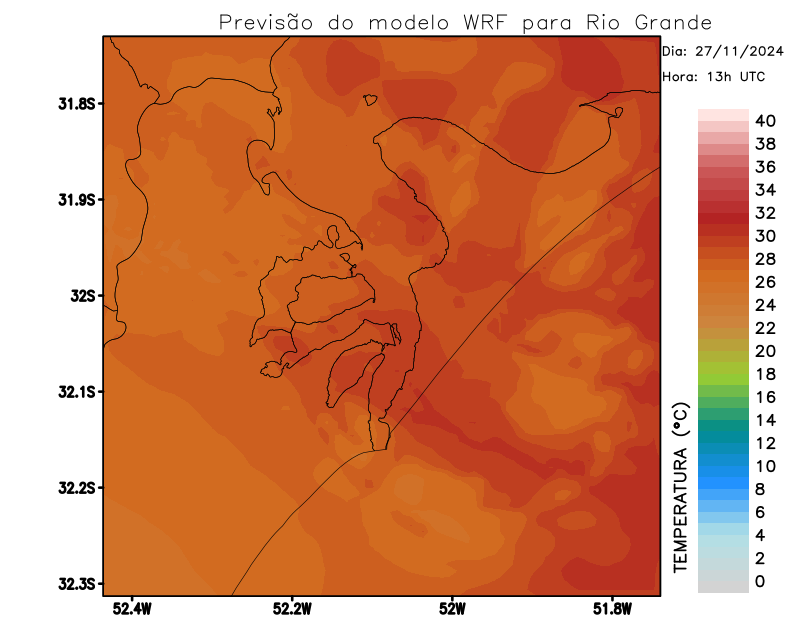 Previsão do modelo WRF para Rio Grande
Dia: 27/11/2024
Hora: 13h UTC
31.8S
31.9S
32S
32.1S
32.2S
32.3S
52.4W
52.2W
52W
51.8W
TEMPERATURA (°C)
40
38
36
34
32
30
28
26
24
22
20
18
16
14
12
10
8
6
4
2
0